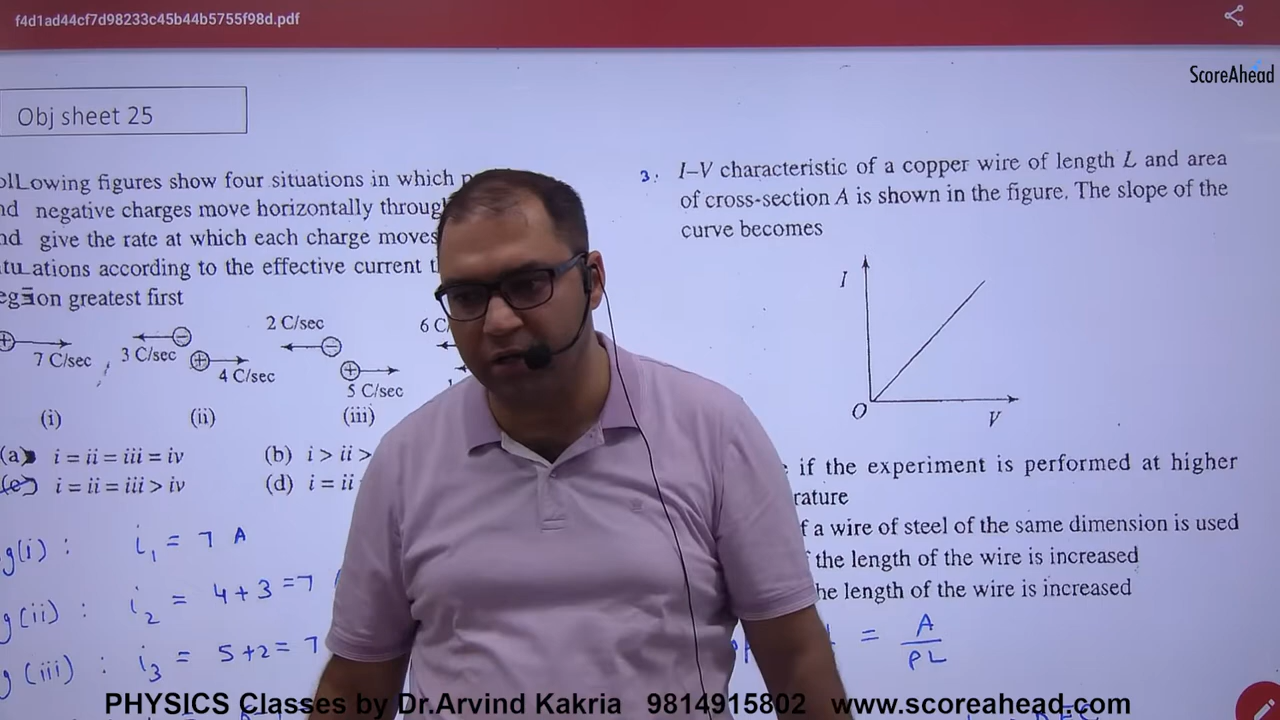 f4d1ad44cf7d98233c45b44b5755f98d.pdf
ScoreAhead
Obj sheet 25
Lowing figures show four situations in which
negative charges move horizontally through
give the rate at which each charge moves
ations according to the effective current
on greatest first
7 C/sec
3 C/sec
4 C/sec
2 C/sec
5 C/sec
6 C/
(i) (ii) (iii)
(a) i = ii = iii = iv (b) i > ii >
i = ii = iii > iv (d) i = ii
g(i) : i₁ = 7 A
g(ii) : i₂ = 4+3 =7
g(iii) : i₃ = 5+2= 7
3. I–V characteristic of a copper wire of length L and area
of cross-section A is shown in the figure. The slope of the
curve becomes
I
O
V
if the experiment is performed at higher
rature
f a wire of steel of the same dimension is used
the length of the wire is increased
he length of the wire is increased
= A
ρL
PHYSICS Classes by Dr.Arvind Kakria 9814915802 www.scoreahead.com